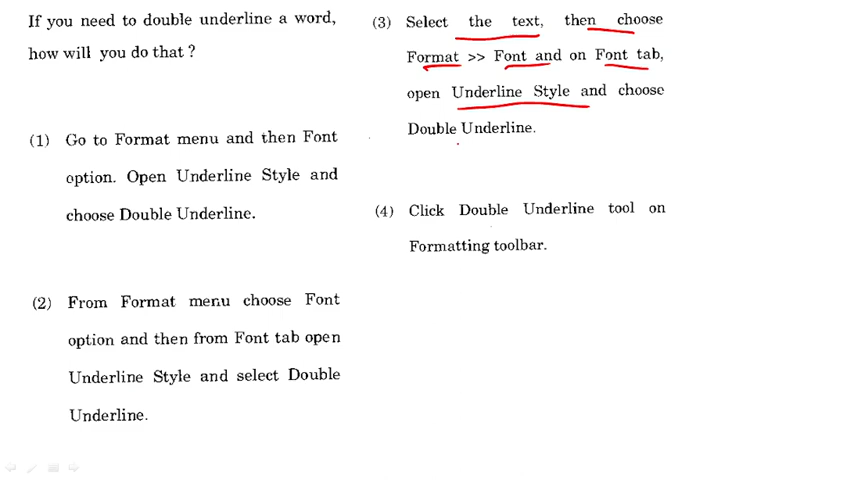 If you need to double underline a word,
how will you do that ?
(1) Go to Format menu and then Font
option. Open Underline Style and
choose Double Underline.
(2) From Format menu choose Font
option and then from Font tab open
Underline Style and select Double
Underline.
(3) Select the text, then choose
Format >> Font and on Font tab,
open Underline Style and choose
Double Underline.
(4) Click Double Underline tool on
Formatting toolbar.